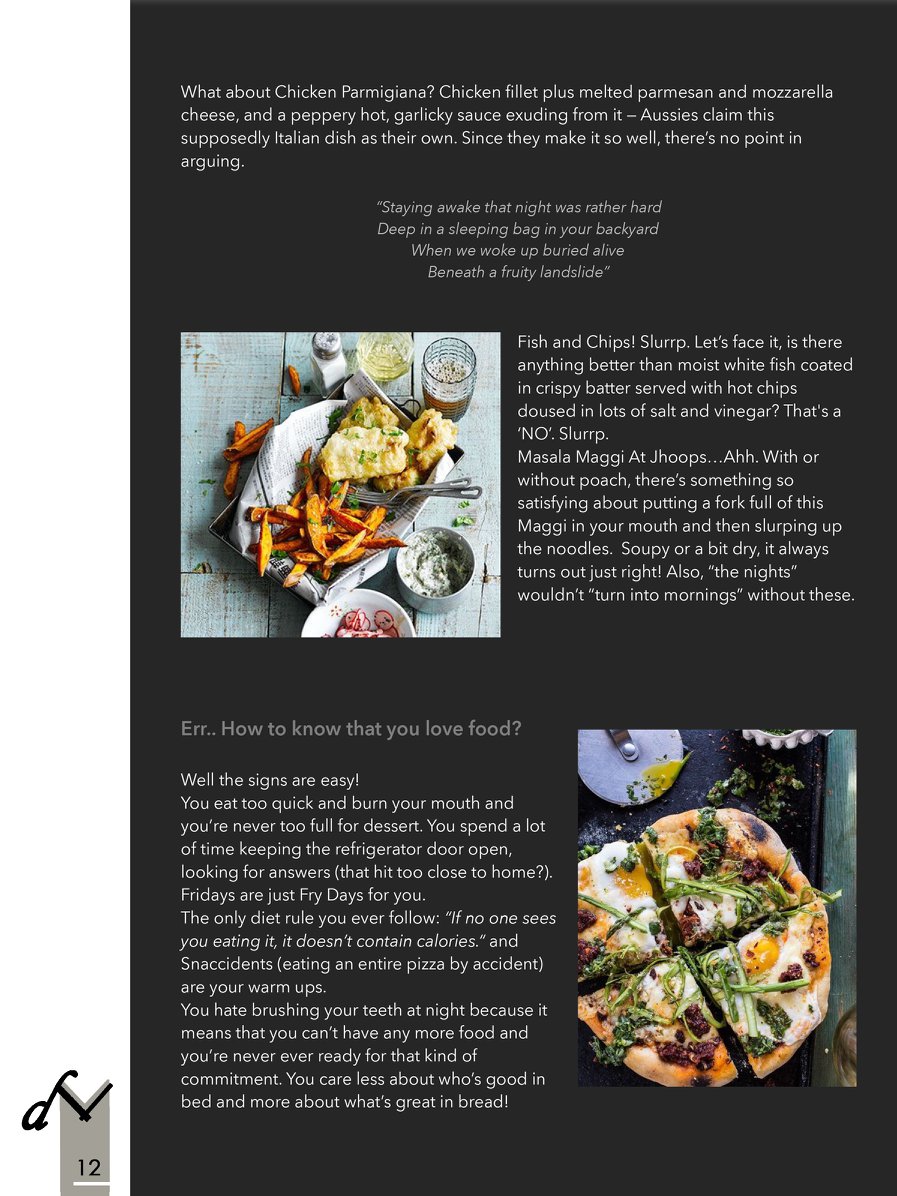 What about Chicken Parmigiana? Chicken fillet plus melted parmesan and mozzarella
cheese, and a peppery hot, garlicky sauce exuding from it – Aussies claim this
supposedly Italian dish as their own. Since they make it so well, there’s no point in
arguing.
“Staying awake that night was rather hard
Deep in a sleeping bag in your backyard
When we woke up buried alive
Beneath a fruity landslide”
Fish and Chips! Slurrp. Let’s face it, is there
anything better than moist white fish coated
in crispy batter served with hot chips
doused in lots of salt and vinegar? That's a
‘NO’. Slurrp.
Masala Maggi At Jhoops…Ahh. With or
without poach, there’s something so
satisfying about putting a fork full of this
Maggi in your mouth and then slurping up
the noodles.  Soupy or a bit dry, it always
turns out just right! Also, “the nights”
wouldn’t “turn into mornings” without these.
Err.. How to know that you love food?
Well the signs are easy!
You eat too quick and burn your mouth and
you’re never too full for dessert. You spend a lot
of time keeping the refrigerator door open,
looking for answers (that hit too close to home?).
Fridays are just Fry Days for you.
The only diet rule you ever follow: “If no one sees
you eating it, it doesn’t contain calories.“ and
Snaccidents (eating an entire pizza by accident)
are your warm ups.
You hate brushing your teeth at night because it
means that you can’t have any more food and
you’re never ever ready for that kind of
commitment. You care less about who’s good in
bed and more about what’s great in bread!
12